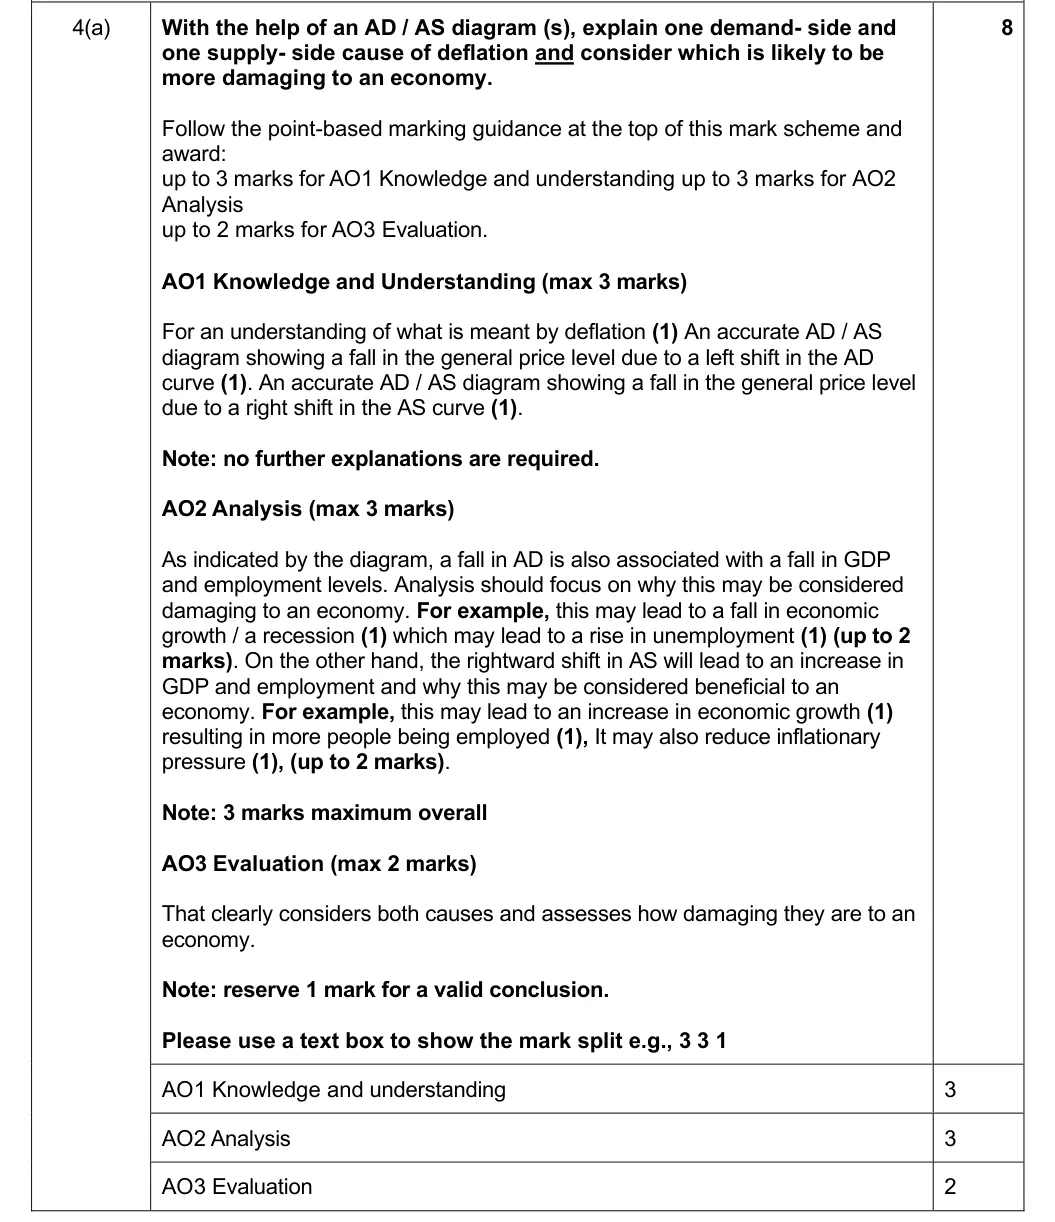 4(a)
With the help of an AD / AS diagram (s), explain one demand- side and
one supply- side cause of deflation and consider which is likely to be
more damaging to an economy.
8
Follow the point-based marking guidance at the top of this mark scheme and
award:
up to 3 marks for AO1 Knowledge and understanding up to 3 marks for AO2
Analysis
up to 2 marks for AO3 Evaluation.
AO1 Knowledge and Understanding (max 3 marks)
For an understanding of what is meant by deflation (1) An accurate AD / AS
diagram showing a fall in the general price level due to a left shift in the AD
curve (1). An accurate AD / AS diagram showing a fall in the general price level
due to a right shift in the AS curve (1).
Note: no further explanations are required.
AO2 Analysis (max 3 marks)
As indicated by the diagram, a fall in AD is also associated with a fall in GDP
and employment levels. Analysis should focus on why this may be considered
damaging to an economy. For example, this may lead to a fall in economic
growth / a recession (1) which may lead to a rise in unemployment (1) (up to 2
marks). On the other hand, the rightward shift in AS will lead to an increase in
GDP and employment and why this may be considered beneficial to an
economy. For example, this may lead to an increase in economic growth (1)
resulting in more people being employed (1), It may also reduce inflationary
pressure (1), (up to 2 marks).
Note: 3 marks maximum overall
AO3 Evaluation (max 2 marks)
That clearly considers both causes and assesses how damaging they are to an
economy.
Note: reserve 1 mark for a valid conclusion.
Please use a text box to show the mark split e.g., 3 3 1
AO1 Knowledge and understanding
3
AO2 Analysis
3
AO3 Evaluation
2